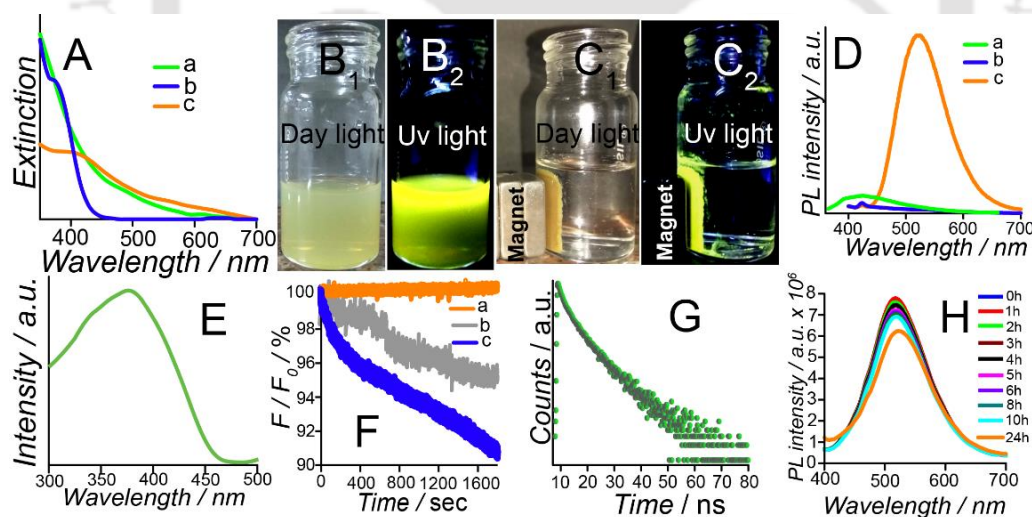 A
a
b
c
Extinction
400 500 600 700
Wavelength / nm
B1
Day light
B2
Uv light
C1
Day light
Magnet
C2
Uv light
Magnet
D
a
b
c
PL intensity / a.u.
400 500 600 700
Wavelength / nm
E
Intensity / a.u.
300 350 400 450 500
Wavelength / nm
F
a
b
c
F / F0 / %
100
98
96
94
92
90
0 400 800 1600
Time / sec
G
Counts / a.u.
10 20 30 40 50 60 70 80
Time / ns
H
0h
1h
2h
3h
4h
5h
6h
8h
10h
24h
PL intensity / a.u. x 10^6
8
7
6
5
4
3
2
1
0
400 500 600 700
Wavelength / nm